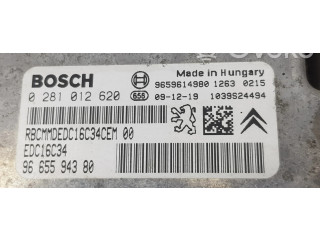 BOSCH
Made in Hungary
9659614980 1263 0215
0 281 012 620
656
09-12-19
1039S24494
RBCMMDEDC16C34CEM 00
EDC16C34
96 655 943 80